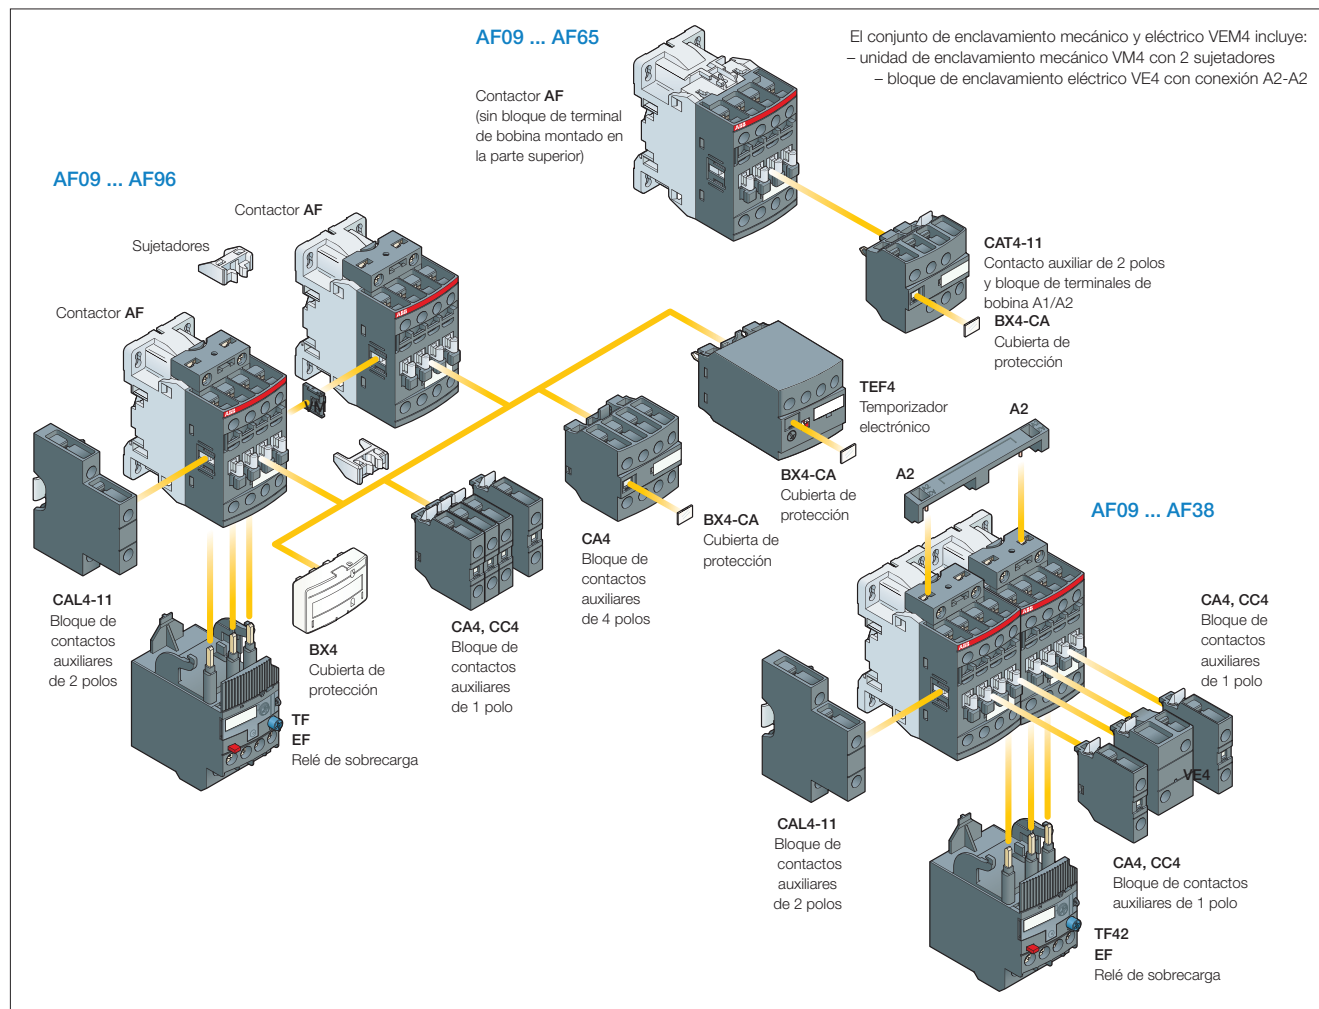 AF09 ... AF65
El conjunto de enclavamiento mecánico y eléctrico VEM4 incluye:
– unidad de enclavamiento mecánico VM4 con 2 sujetadores
– bloque de enclavamiento eléctrico VE4 con conexión A2-A2
Contactor AF
(sin bloque de terminal
de bobina montado en
la parte superior)
ABB
AF09 ... AF96
Contactor AF
Sujetadores
Contactor AF
ABB
ABB
CAT4-11
Contacto auxiliar de 2 polos
y bloque de terminales de
bobina A1/A2
BX4-CA
Cubierta de
protección
TEF4
Temporizador
electrónico
BX4-CA
Cubierta de
protección
BX4-CA
Cubierta de
protección
CA4
Bloque de
contactos
auxiliares
de 4 polos
CA4, CC4
Bloque de
contactos
auxiliares
de 1 polo
BX4
Cubierta de
protección
CAL4-11
Bloque de
contactos
auxiliares
de 2 polos
TF
EF
Relé de sobrecarga
A2
A2
AF09 ... AF38
ABB
ABB
CA4, CC4
Bloque de
contactos
auxiliares
de 1 polo
VE4
CAL4-11
Bloque de
contactos
auxiliares
de 2 polos
CA4, CC4
Bloque de contactos
auxiliares de 1 polo
TF42
EF
Relé de sobrecarga